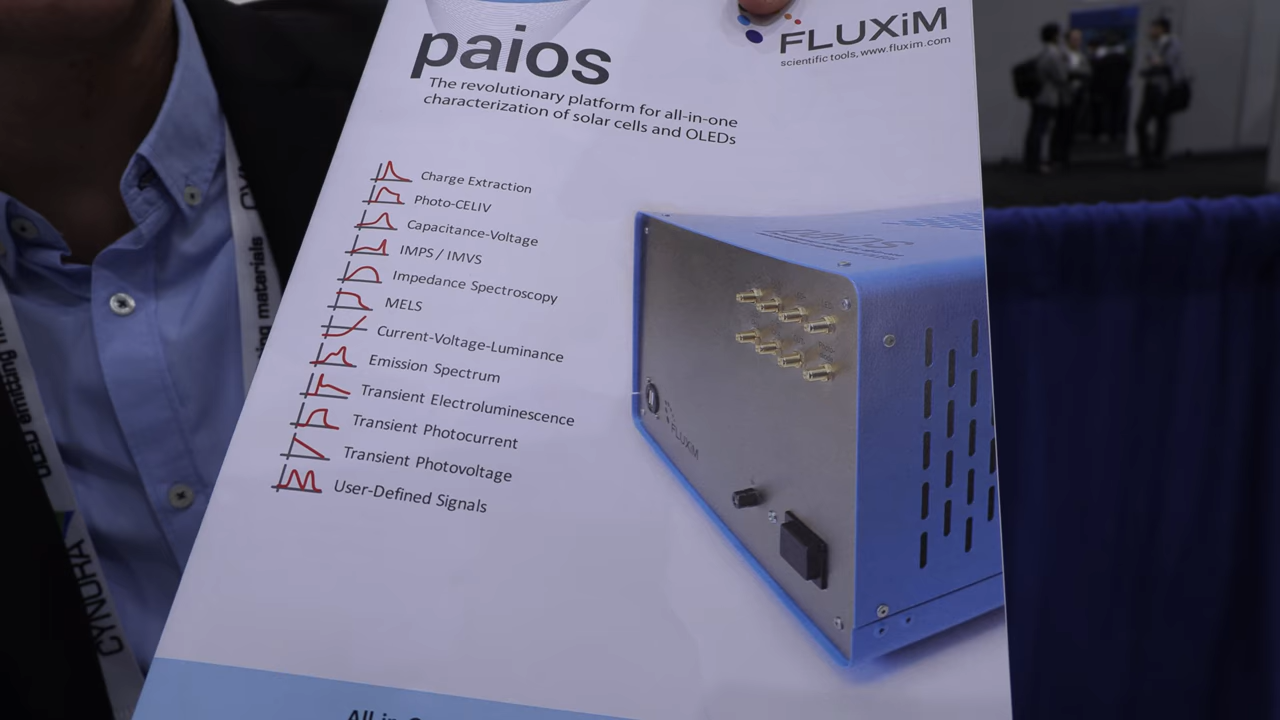 paios
The revolutionary platform for all-in-one
characterization of solar cells and OLEDs
FLUXiM
scientific tools, www.fluxim.com
Charge Extraction
Photo-CELIV
Capacitance-Voltage
IMPS / IMVS
Impedance Spectroscopy
MELS
Current-Voltage-Luminance
Emission Spectrum
Transient Electroluminescence
Transient Photocurrent
Transient Photovoltage
User-Defined Signals
paios
FLUXiM
OLED emitting
CYNORA
materials